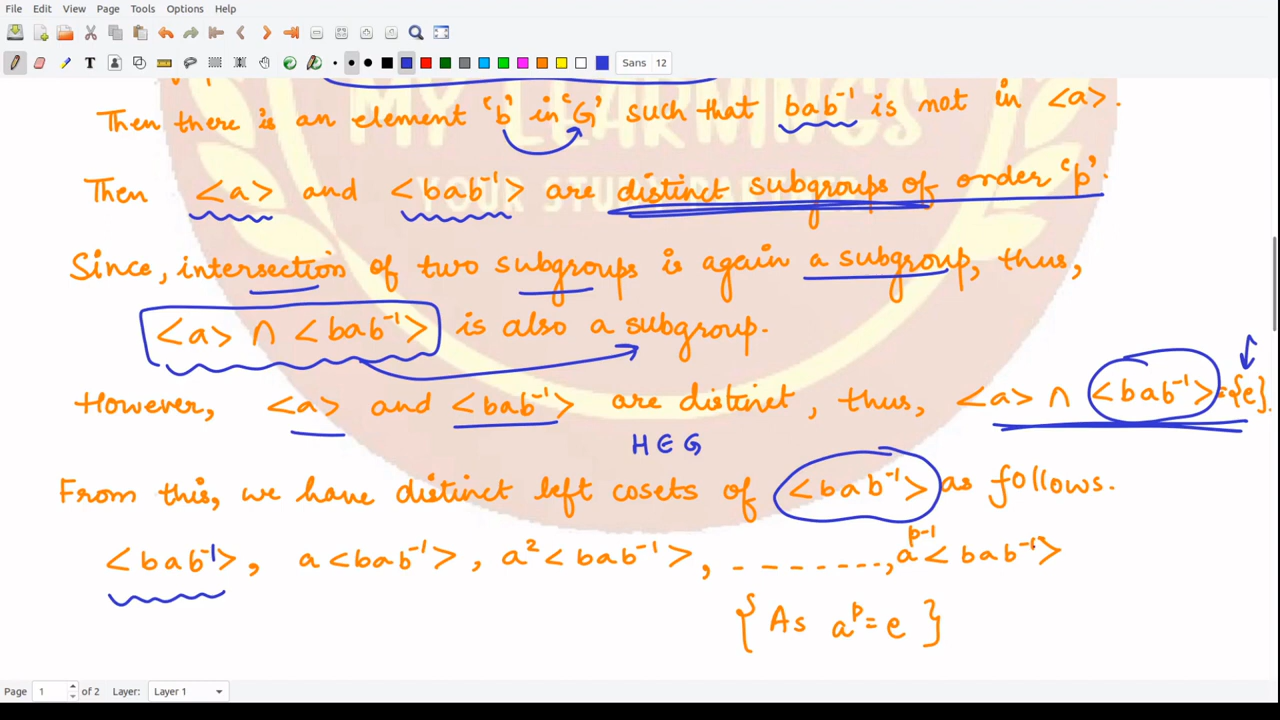 File Edit View Page Tools Options Help
Sans 12
MY LEARNINGS
Then there is an element 'b' in 'G' such that bab⁻¹ is not in <a>.
Then <a> and <bab⁻¹> are distinct subgroups of order 'p'.
Since, intersection of two subgroups is again a subgroup, thus,
<a> ∩ <bab⁻¹> is also a subgroup.
However, <a> and <bab⁻¹> are distinct, thus, <a> ∩ <bab⁻¹> = {e}.
H ∈ G
From this, we have distinct left cosets of <bab⁻¹> as follows.
<bab⁻¹>, a<bab⁻¹>, a²<bab⁻¹>, - - - - - - - ..., aᵖ⁻¹<bab⁻¹>
{As aᵖ = e}
Page 1 of 2 Layer: Layer 1